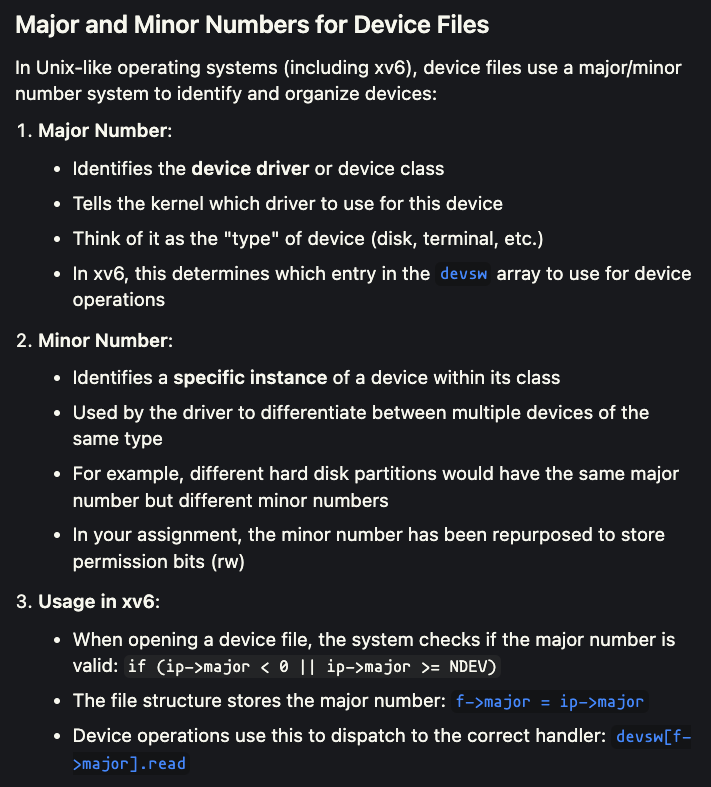 Major and Minor Numbers for Device Files
In Unix-like operating systems (including xv6), device files use a major/minor
number system to identify and organize devices:
1. Major Number:
• Identifies the device driver or device class
• Tells the kernel which driver to use for this device
• Think of it as the "type" of device (disk, terminal, etc.)
• In xv6, this determines which entry in the devsw array to use for device
operations
2. Minor Number:
• Identifies a specific instance of a device within its class
• Used by the driver to differentiate between multiple devices of the
same type
• For example, different hard disk partitions would have the same major
number but different minor numbers
• In your assignment, the minor number has been repurposed to store
permission bits (rw)
3. Usage in xv6:
• When opening a device file, the system checks if the major number is
valid: if (ip->major < 0 || ip->major >= NDEV)
• The file structure stores the major number: f->major = ip->major
• Device operations use this to dispatch to the correct handler: devsw[f-
>major].read